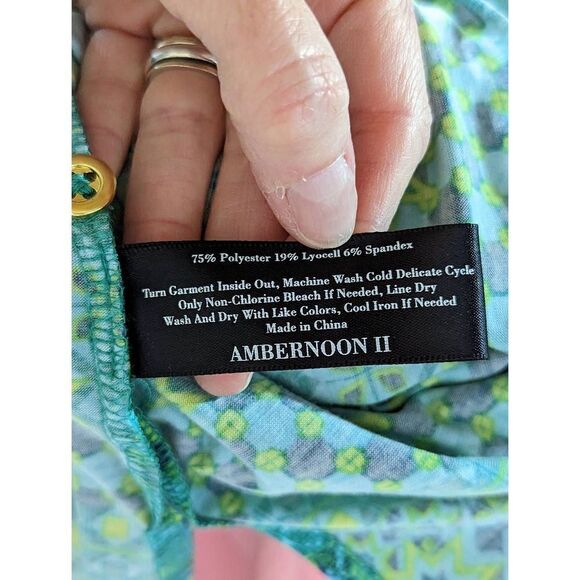 75% Polyester 19% Lyocell 6% Spandex
Turn Garment Inside Out, Machine Wash Cold Delicate Cycle
Only Non-Chlorine Bleach If Needed, Line Dry
Wash And Dry With Like Colors, Cool Iron If Needed
Made in China
AMBERNOON II